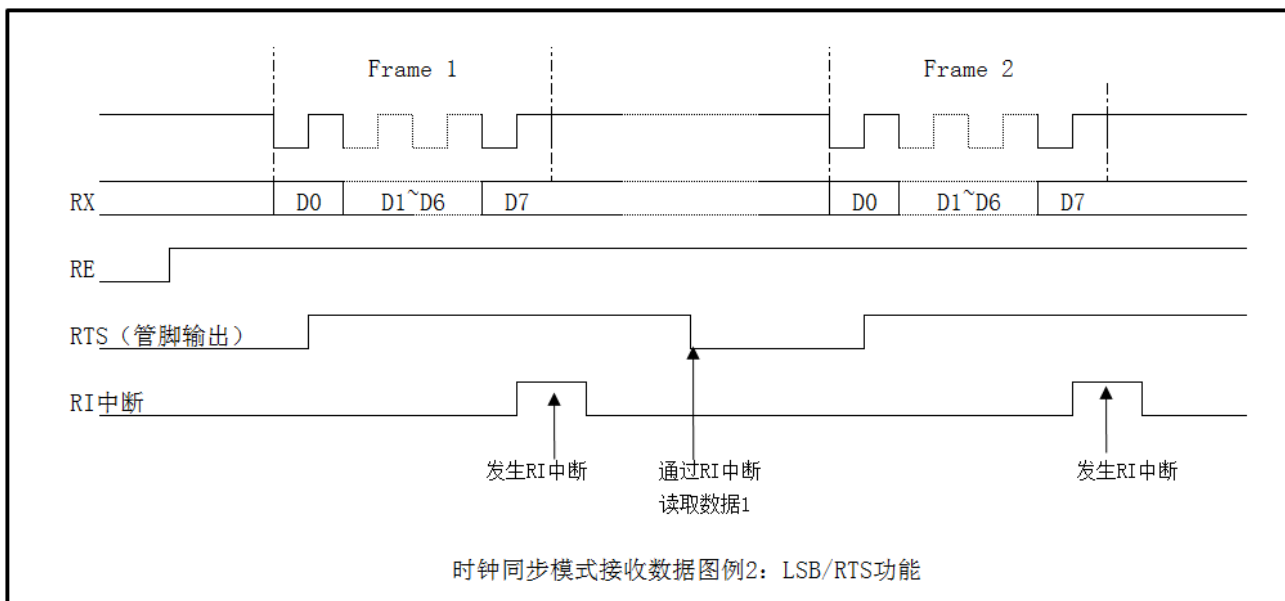 Frame 1
Frame 2
RX
D0
D1~D6
D7
D0
D1~D6
D7
RE
RTS（管脚输出）
RI中断
发生RI中断
通过RI中断
读取数据1
发生RI中断
时钟同步模式接收数据图例2：LSB/RTS功能